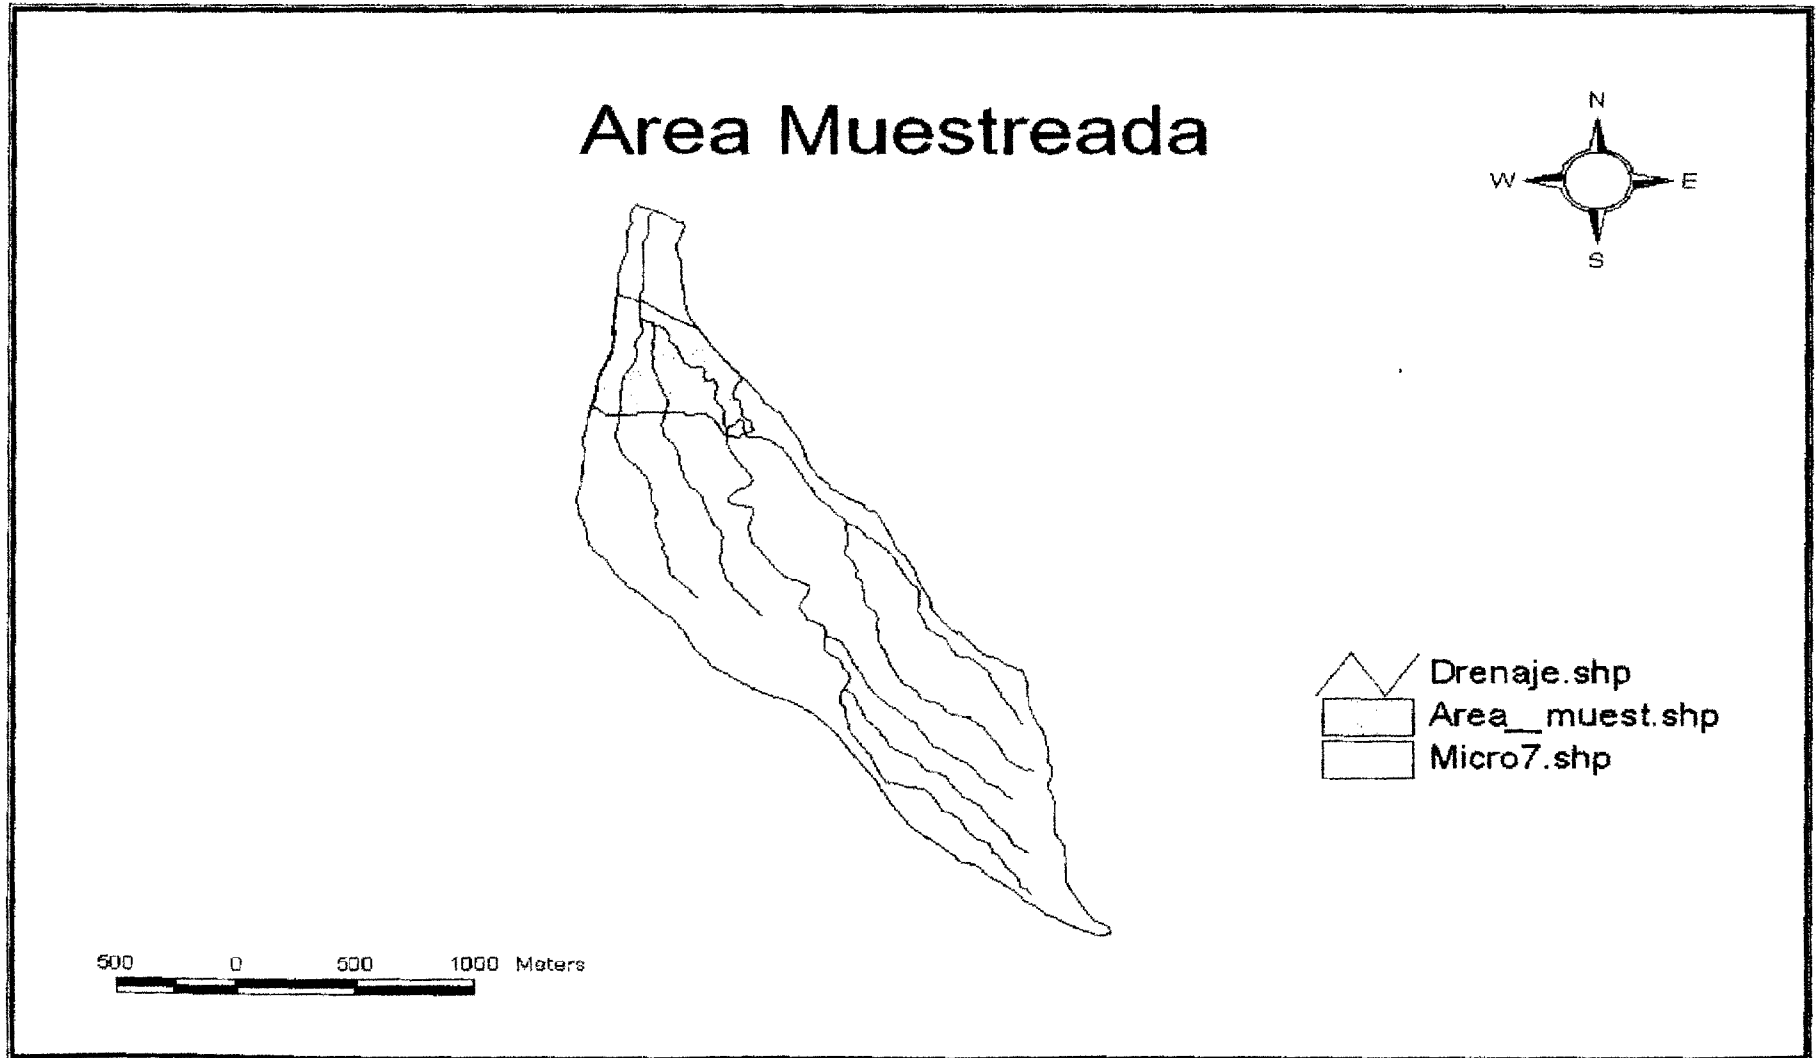 Area Muestreada
N
W E
S
Drenaje.shp
Area__muest.shp
Micro7.shp
500 0 500 1000 Meters